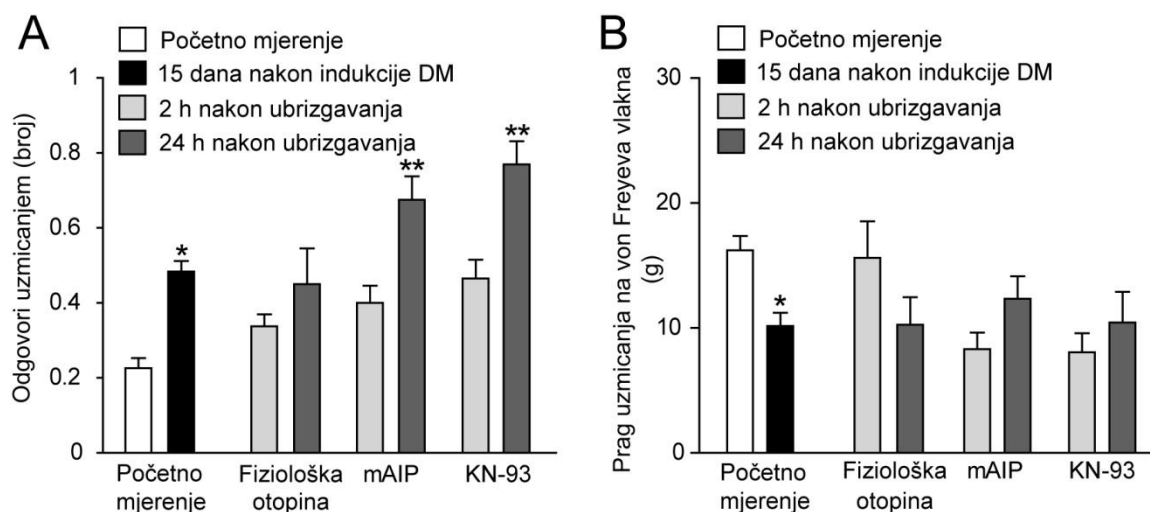 A
Početno mjerenje
15 dana nakon indukcije DM
2 h nakon ubrizgavanja
24 h nakon ubrizgavanja
Odgovori uzmicanjem (broj)
1
0.8
0.6
0.4
0.2
0
*
**
**
Početno
mjerenje
Fiziološka
otopina
mAIP
KN-93
B
Početno mjerenje
15 dana nakon indukcije DM
2 h nakon ubrizgavanja
24 h nakon ubrizgavanja
Prag uzmicanja na von Freyeva vlakna
(g)
30
20
10
0
*
Početno
mjerenje
Fiziološka
otopina
mAIP
KN-93